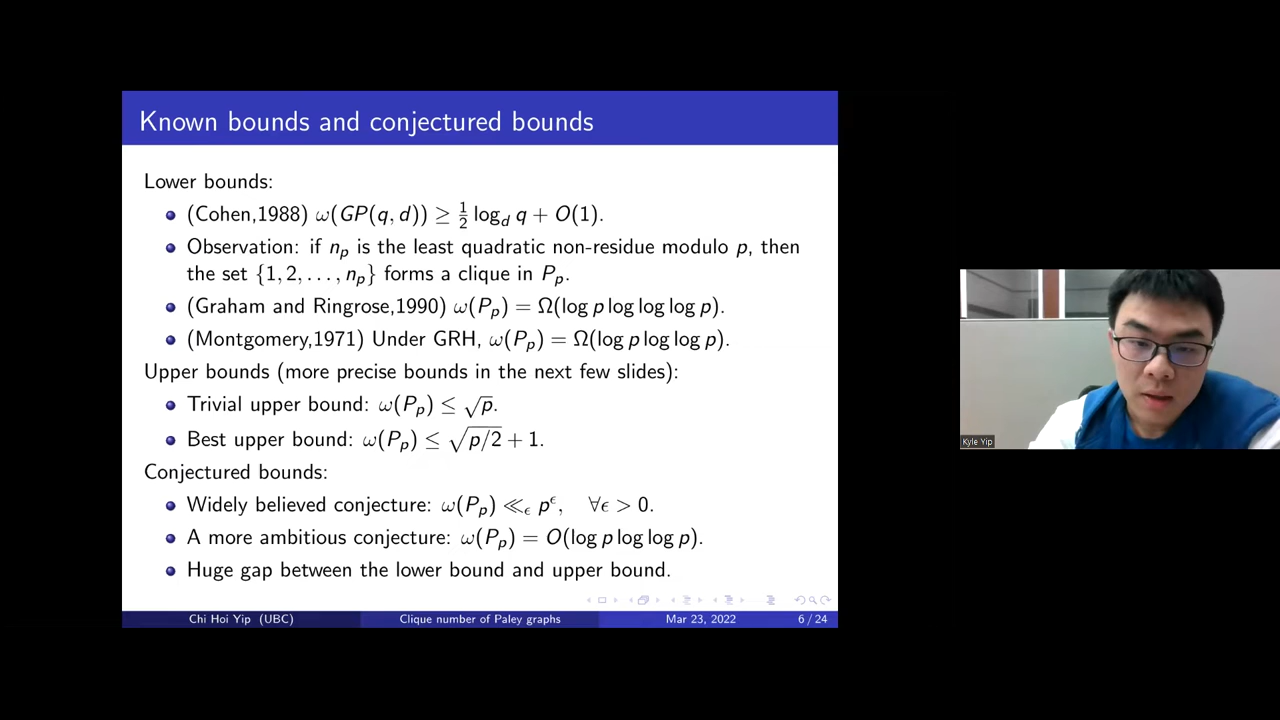 Known bounds and conjectured bounds
Lower bounds:
(Cohen,1988) ω(GP(q, d)) ≥ ½ log_d q + O(1).
Observation: if n_p is the least quadratic non-residue modulo p, then
the set {1, 2, . . . , n_p} forms a clique in P_p.
(Graham and Ringrose,1990) ω(P_p) = Ω(log p log log log p).
(Montgomery,1971) Under GRH, ω(P_p) = Ω(log p log log p).
Upper bounds (more precise bounds in the next few slides):
Trivial upper bound: ω(P_p) ≤ √p.
Best upper bound: ω(P_p) ≤ √(p/2) + 1.
Conjectured bounds:
Widely believed conjecture: ω(P_p) ≪_ϵ p^ϵ, ∀ϵ > 0.
A more ambitious conjecture: ω(P_p) = O(log p log log p).
Huge gap between the lower bound and upper bound.
Chi Hoi Yip (UBC) Clique number of Paley graphs Mar 23, 2022 6 / 24
Kyle Yip